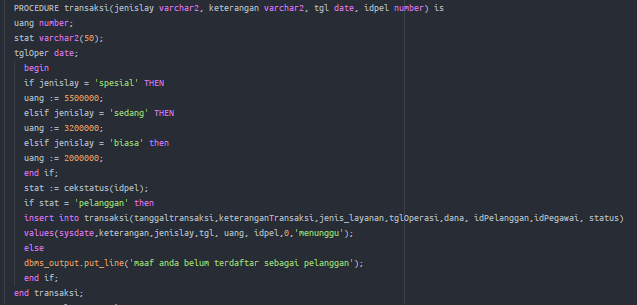 PROCEDURE transaksi(jenislay varchar2, keterangan varchar2, tgl date, idpel number) is
uang number;
stat varchar2(50);
tglOper date;
begin
if jenislay = 'spesial' THEN
uang := 5500000;
elsif jenislay = 'sedang' THEN
uang := 3200000;
elsif jenislay = 'biasa' then
uang := 2000000;
end if;
stat := cekstatus(idpel);
if stat = 'pelanggan' then
insert into transaksi(tanggaltransaksi,keteranganTransaksi,jenis_layanan,tglOperasi,dana, idPelanggan,idPegawai, status)
values(sysdate,keterangan,jenislay,tgl, uang, idpel,0,'menunggu');
else
dbms_output.put_line('maaf anda belum terdaftar sebagai pelanggan');
end if;
end transaksi;